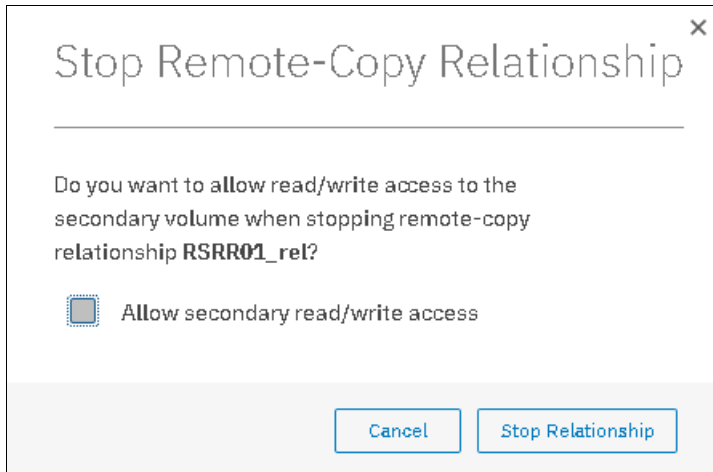 Stop Remote-Copy Relationship
Do you want to allow read/write access to the
secondary volume when stopping remote-copy
relationship RSRR01_rel?
Allow secondary read/write access
Cancel
Stop Relationship